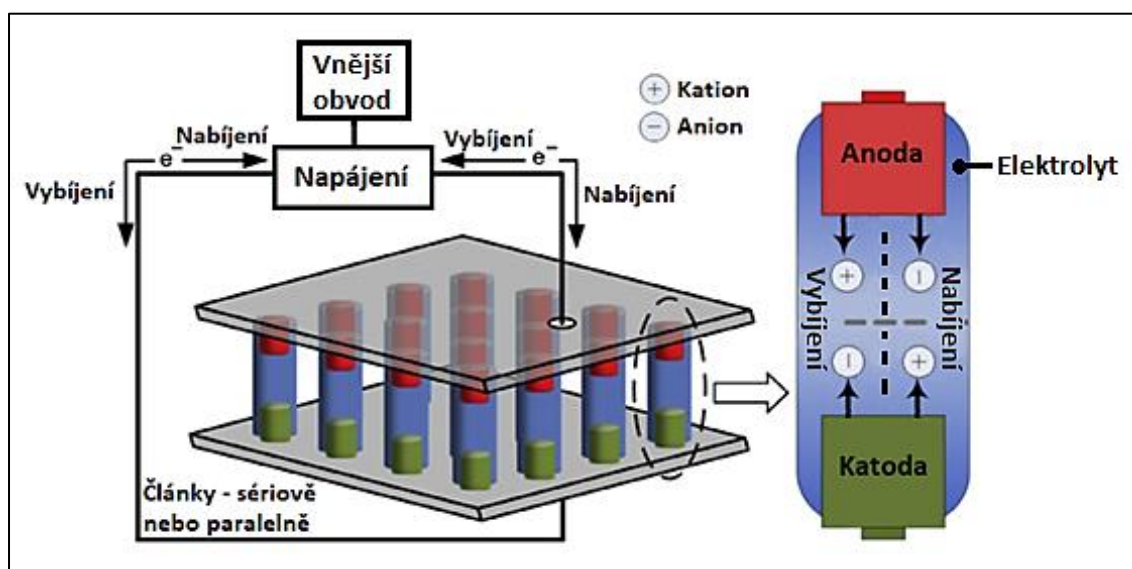 Vnější
obvod
Nabíjení
e–
Vybíjení
Vybíjení
e–
Nabíjení
Napájení
+ Kation
− Anion
Anoda
Elektrolyt
+
−
Vybíjení
Nabíjení
−
+
Katoda
Články - sériově
nebo paralelně